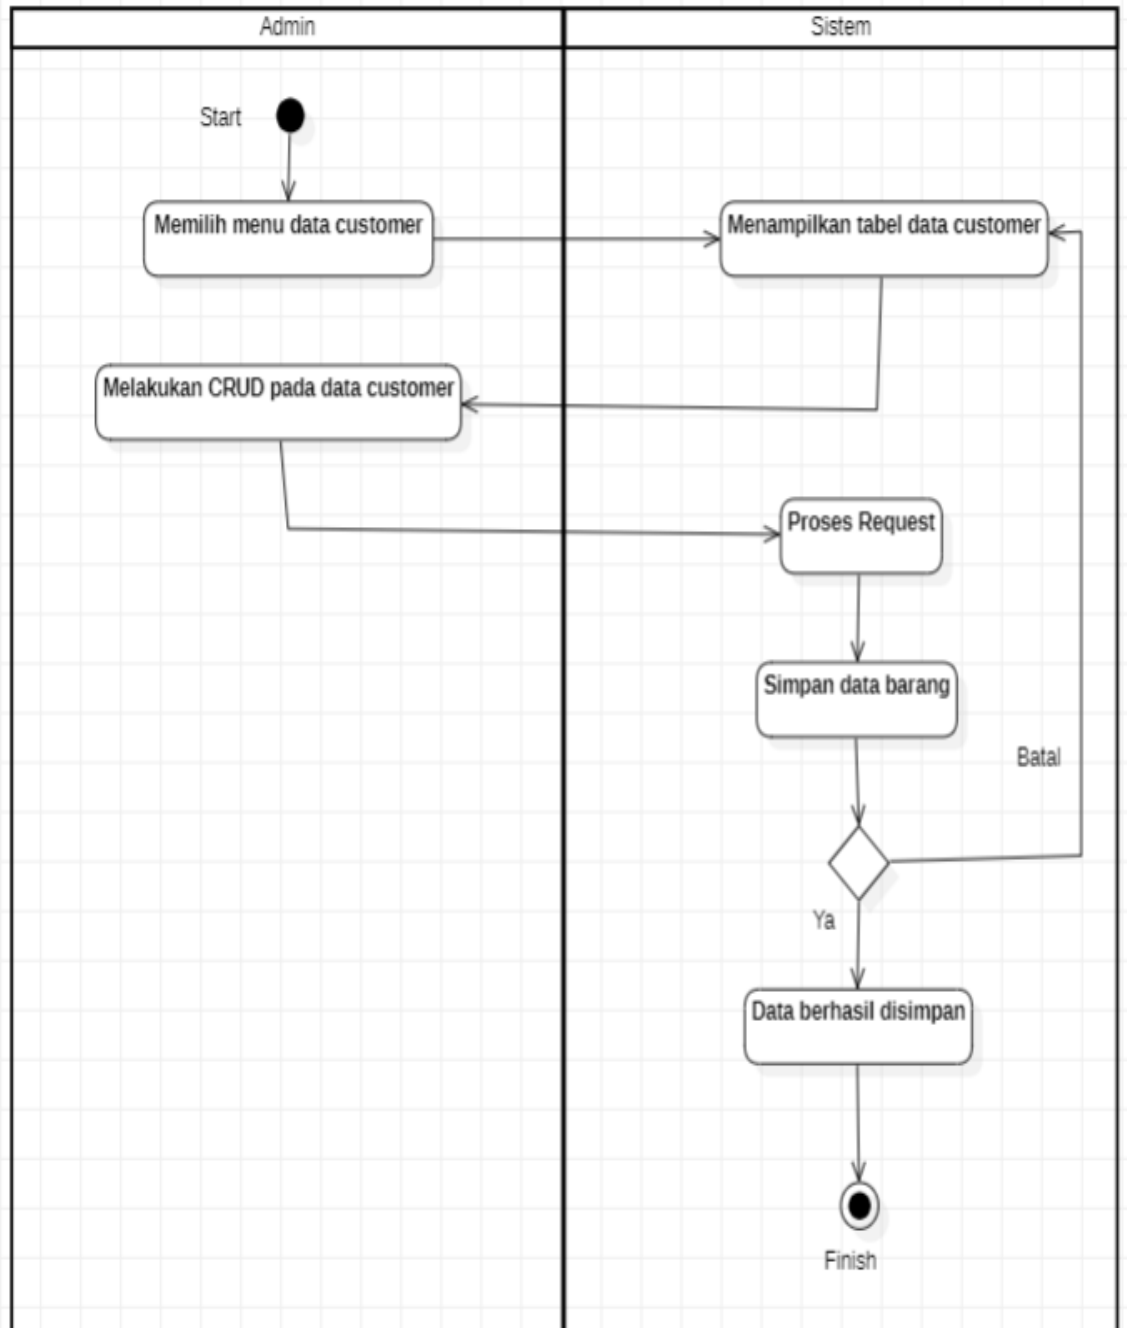 Admin
Sistem
Start
Memilih menu data customer
Menampilkan tabel data customer
Melakukan CRUD pada data customer
Proses Request
Simpan data barang
Batal
Ya
Data berhasil disimpan
Finish